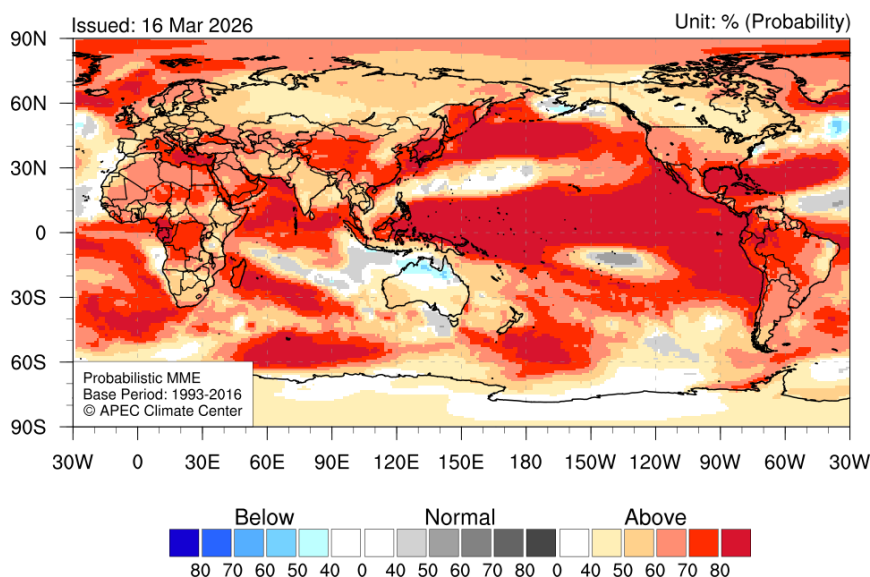 Issued: 16 Mar 2026
Unit: % (Probability)
90N
60N
30N
0
30S
60S
90S
Probabilistic MME
Base Period: 1993-2016
© APEC Climate Center
30W 0 30E 60E 90E 120E 150E 180 150W 120W 90W 60W 30W
Below Normal Above
80 70 60 50 40 0 40 50 60 70 80 0 40 50 60 70 80